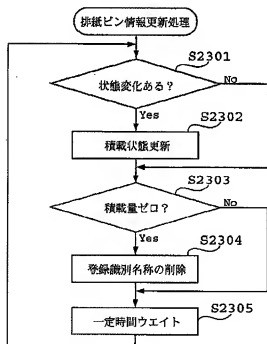 排紙ビン情報更新処理
S2301
状態変化ある？
No
Yes
S2302
積載状態更新
S2303
積載量ゼロ？
No
Yes
S2304
登録識別名称の削除
S2305
一定時間ウエイト